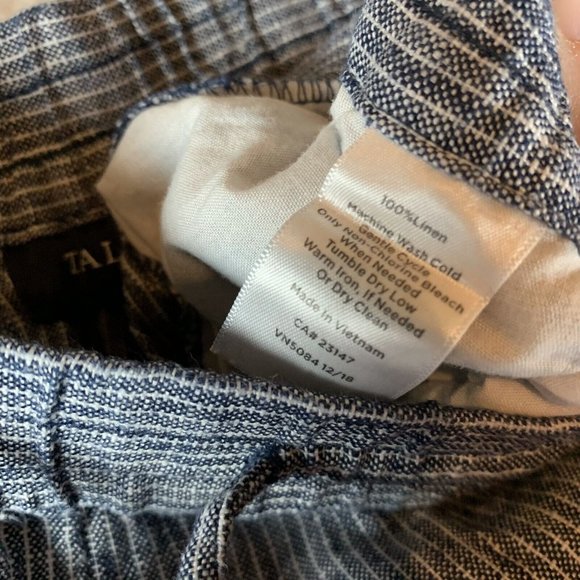 TAL
100%Linen
Machine Wash Cold
Gentle Cycle
Only Non-Chlorine Bleach
When Needed
Tumble Dry Low
Warm Iron, If Needed
Or Dry Clean
Made in Vietnam
CA# 23147
VN5084 12/18